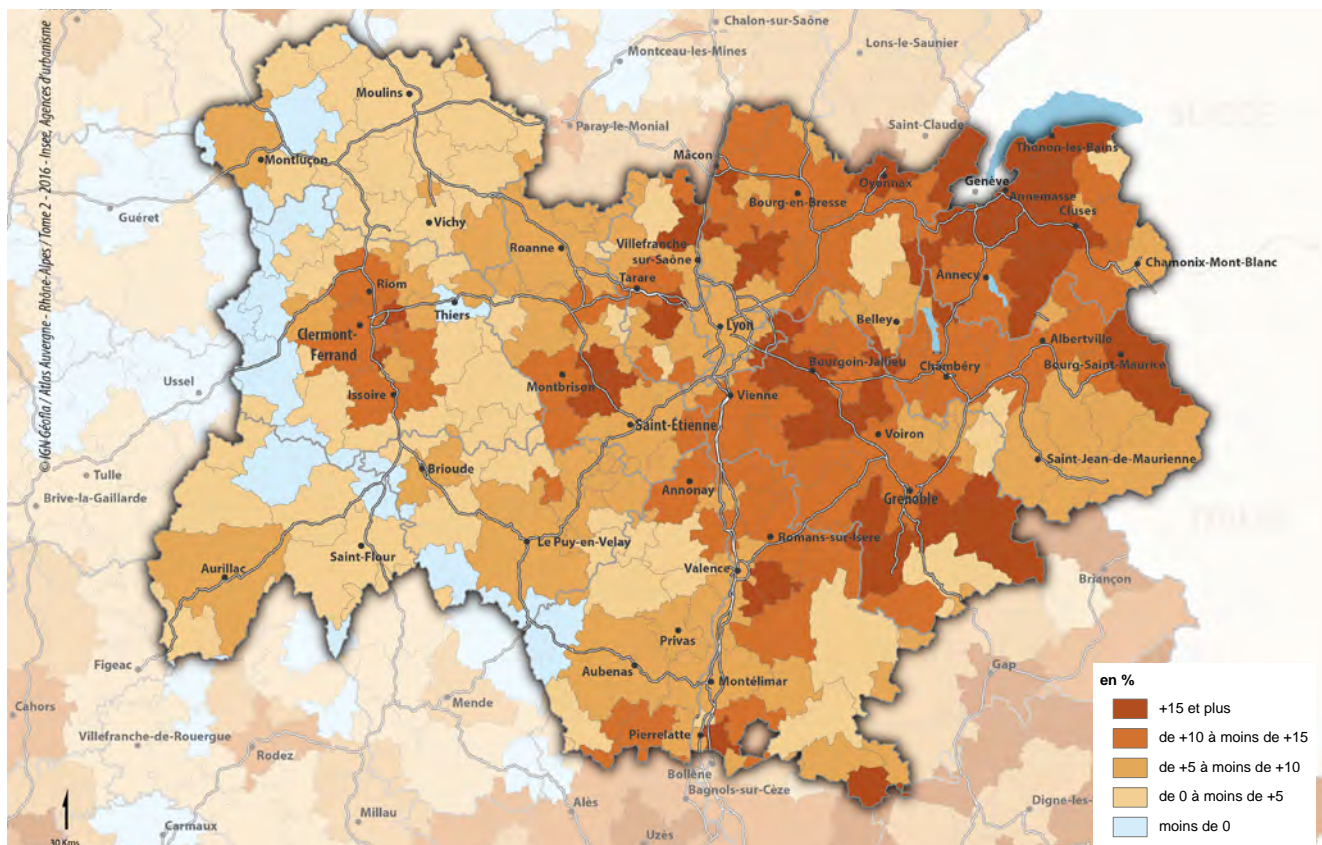 © IGN Géofla / Atlas Auvergne - Rhône-Alpes / Tome 2 - 2016 - Insee, Agences d'urbanisme
Chalon-sur-Saône
Lons-le-Saunier
Montceau-les-Mines
Moulins
SUISSE
Paray-le-Monial
Saint-Claude
Thonon-les-Bains
Mâcon
Montluçon
Oyonnax
Genève
Annemasse
Bourg-en-Bresse
Cluses
Guéret
Vichy
Roanne
Villefranche
sur-Saône
Chamonix-Mont-Blanc
Tarare
Annecy
Riom
Thiers
Lyon
Belley
Clermont-
Ferrand
Albertville
Bourg-Saint-Maurice
Bourgoin-Jallieu
Chambéry
Ussel
Montbrison
Issoire
Vienne
Saint-Étienne
Voiron
Saint-Jean-de-Maurienne
Tulle
Brioude
Brive-la-Gaillarde
Annonay
Grenoble
ITALIE
Le Puy-en-Velay
Romans-sur-Isère
Saint-Flour
Aurillac
Valence
Briançon
Privas
Figeac
Aubenas
Gap
Montélimar
Mende
Cahors
Pierrelatte
Villefranche-de-Rouergue
Rodez
Bollène
Bagnols-sur-Cèze
Alès
Digne-les-
Millau
Carmaux
Uzès
30 Kms
en %
+15 et plus
de +10 à moins de +15
de +5 à moins de +10
de 0 à moins de +5
moins de 0